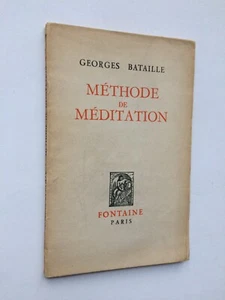 GEORGES BATAILLE
MÉTHODE
DE
MÉDITATION
FONTAINE
PARIS